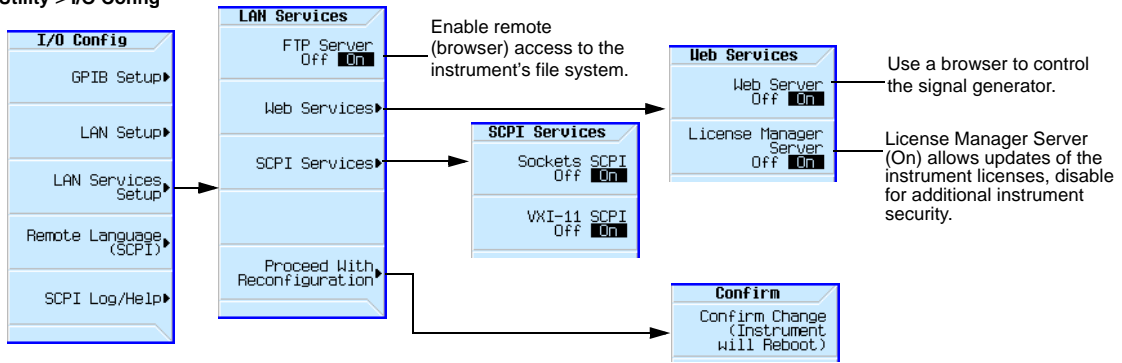 Utility > I/O Config
I/O Config
GPIB Setup
LAN Setup
LAN Services
Setup
Remote Language
(SCPI)
SCPI Log/Help
LAN Services
FTP Server
Off On
Web Services
SCPI Services
Proceed With
Reconfiguration
Enable remote
(browser) access to the
instrument's file system.
SCPI Services
Sockets SCPI
Off On
VXI-11 SCPI
Off On
Web Services
Web Server
Off On
License Manager
Server
Off On
Use a browser to control
the signal generator.
License Manager Server
(On) allows updates of the
instrument licenses, disable
for additional instrument
security.
Confirm
Confirm Change
(Instrument
will Reboot)